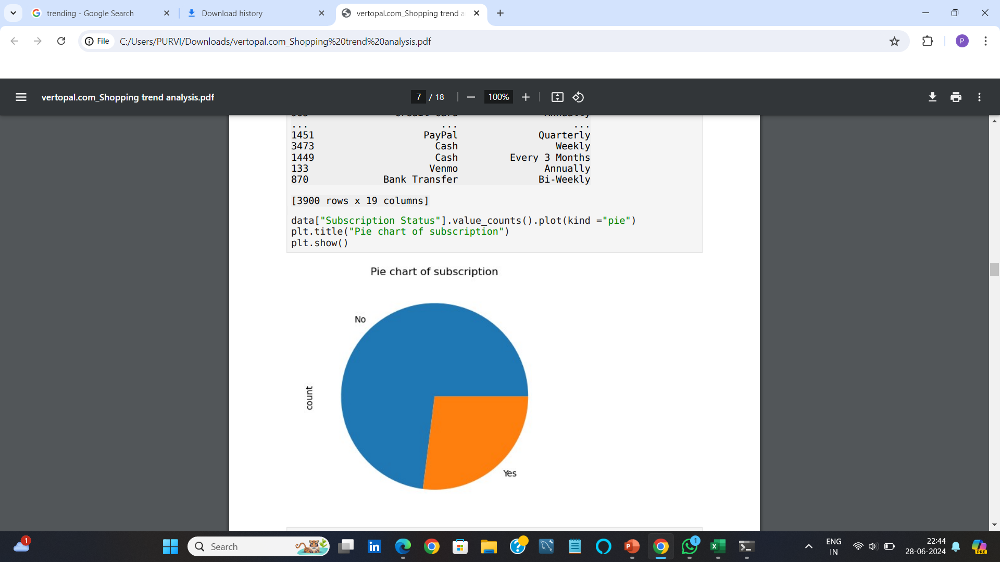 trending - Google Search
Download history
vertopal.com_Shopping trend a
File
C:/Users/PURVI/Downloads/vertopal.com_Shopping%20trend%20analysis.pdf
P
vertopal.com_Shopping trend analysis.pdf
7 / 18
100%
... ... ...
1451 PayPal Quarterly
3473 Cash Weekly
1449 Cash Every 3 Months
133 Venmo Annually
870 Bank Transfer Bi-Weekly
[3900 rows x 19 columns]
data["Subscription Status"].value_counts().plot(kind ="pie")
plt.title("Pie chart of subscription")
plt.show()
Pie chart of subscription
No
count
Yes
1
Search
1
ENG
IN
22:44
28-06-2024
PRE